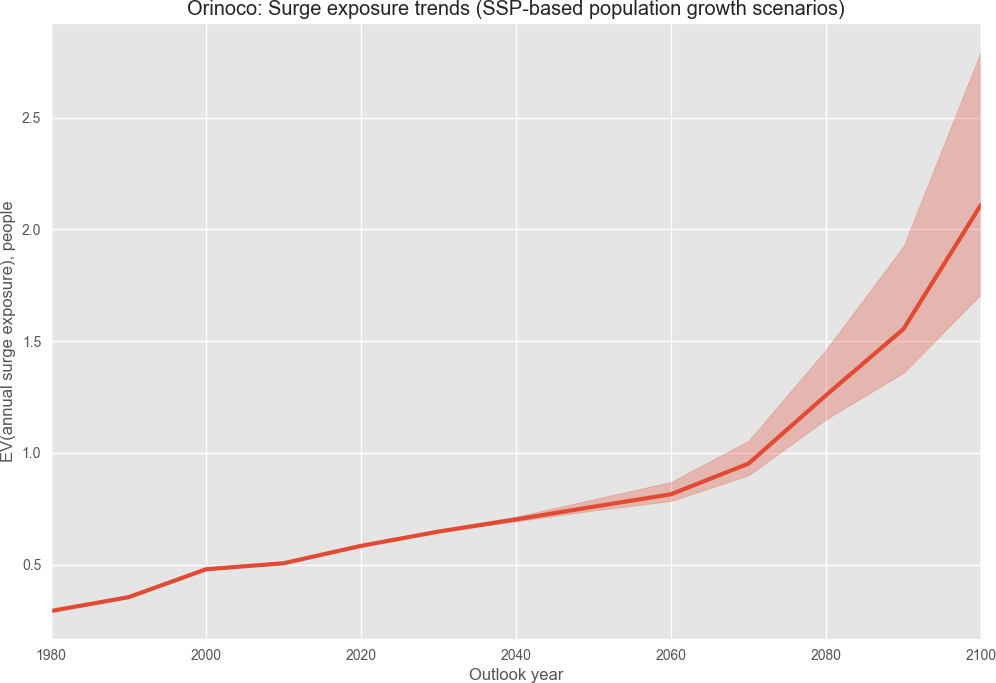 Orinoco: Surge exposure trends (SSP-based population growth scenarios)
EV(annual surge exposure), people
2.5
2.0
1.5
1.0
0.5
1980 2000 2020 2040 2060 2080 2100
Outlook year